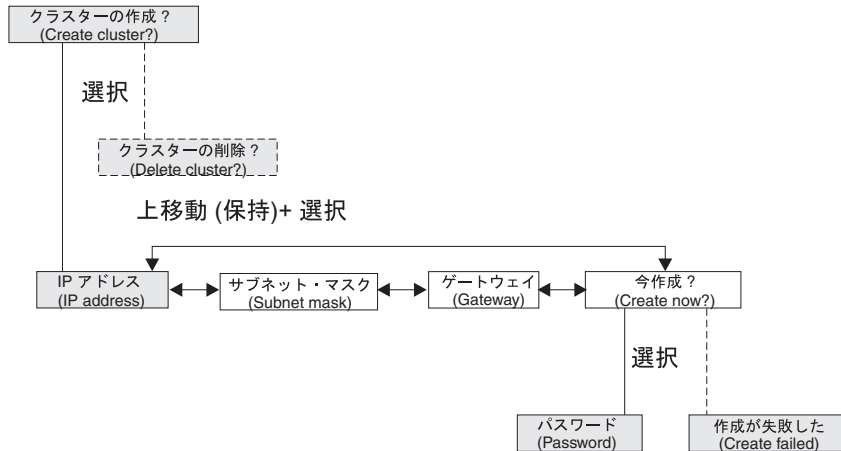 クラスターの作成？
(Create cluster?)
選択
クラスターの削除？
(Delete cluster?)
上移動 (保持)+ 選択
IP アドレス
(IP address)
サブネット・マスク
(Subnet mask)
ゲートウェイ
(Gateway)
今作成？
(Create now?)
選択
パスワード
(Password)
作成が失敗した
(Create failed)